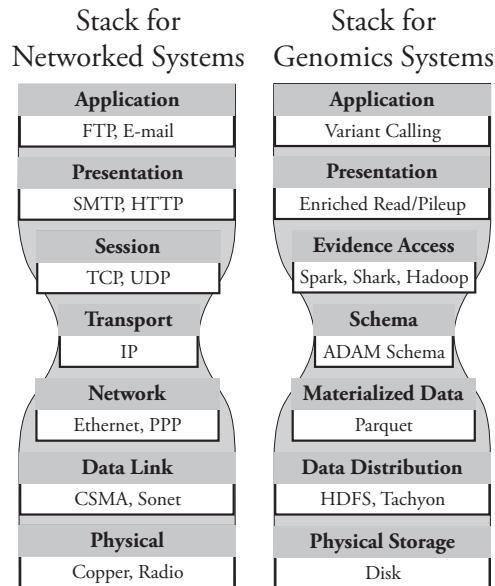 Stack for
Networked Systems
Application
FTP, E-mail
Presentation
SMTP, HTTP
Session
TCP, UDP
Transport
IP
Network
Ethernet, PPP
Data Link
CSMA, Sonet
Physical
Copper, Radio
Stack for
Genomics Systems
Application
Variant Calling
Presentation
Enriched Read/Pileup
Evidence Access
Spark, Shark, Hadoop
Schema
ADAM Schema
Materialized Data
Parquet
Data Distribution
HDFS, Tachyon
Physical Storage
Disk